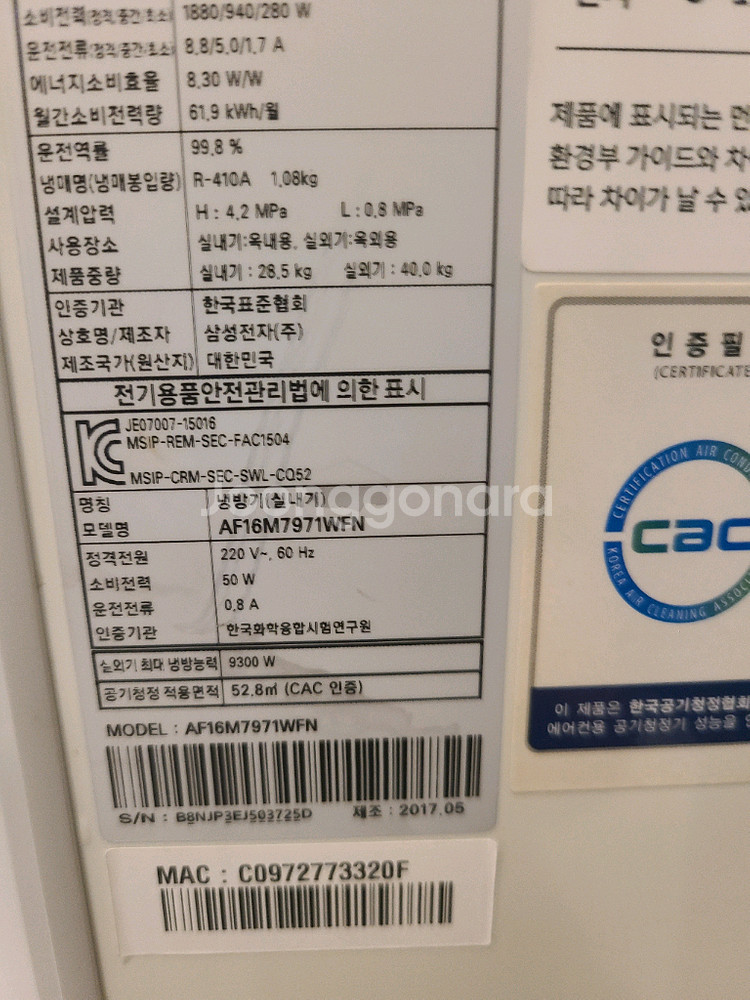 소비전력(정격/중간/최소) 1880/940/280 W
운전전류(정격/중간/최소) 8.8/5.0/1.7 A
에너지소비효율 8.30 W/W
월간소비전력량 61.9 kWh/월
운전역률 99.8 %
냉매명(냉매봉입량) R-410A 1.08kg
설계압력 H : 4.2 MPa L : 0.8 MPa
사용장소 실내기:옥내용, 실외기:옥외용
제품중량 실내기 : 28.5 kg 실외기 : 40.0 kg
인증기관 한국표준협회
상호명/제조자 삼성전자(주)
제조국가(원산지) 대한민국
전기용품안전관리법에 의한 표시
JE07007-15016
MSIP-REM-SEC-FAC1504
MSIP-CRM-SEC-SWL-CQ52
명칭 냉방기(실내기)
모델명 AF16M7971WFN
정격전원 220 V~, 60 Hz
소비전력 50 W
운전전류 0.8 A
인증기관 한국화학융합시험연구원
실외기 최대 냉방능력 9300 W
공기청정 적용면적 52.8㎡ (CAC 인증)
MODEL : AF16M7971WFN
S/N : B8NJP3EJ503725D 제조 : 2017.05
MAC : C0972773320F
제품에 표시되는 먼
환경부 가이드와 차
따라 차이가 날 수 있
인 증 필
(CERTIFICATE
CERTIFICATION AIR COND
cac
KOREA AIR CLEANING ASSOC
이 제품은 한국공기청정협회
에어컨용 공기청정기 성능을
Joonggonara